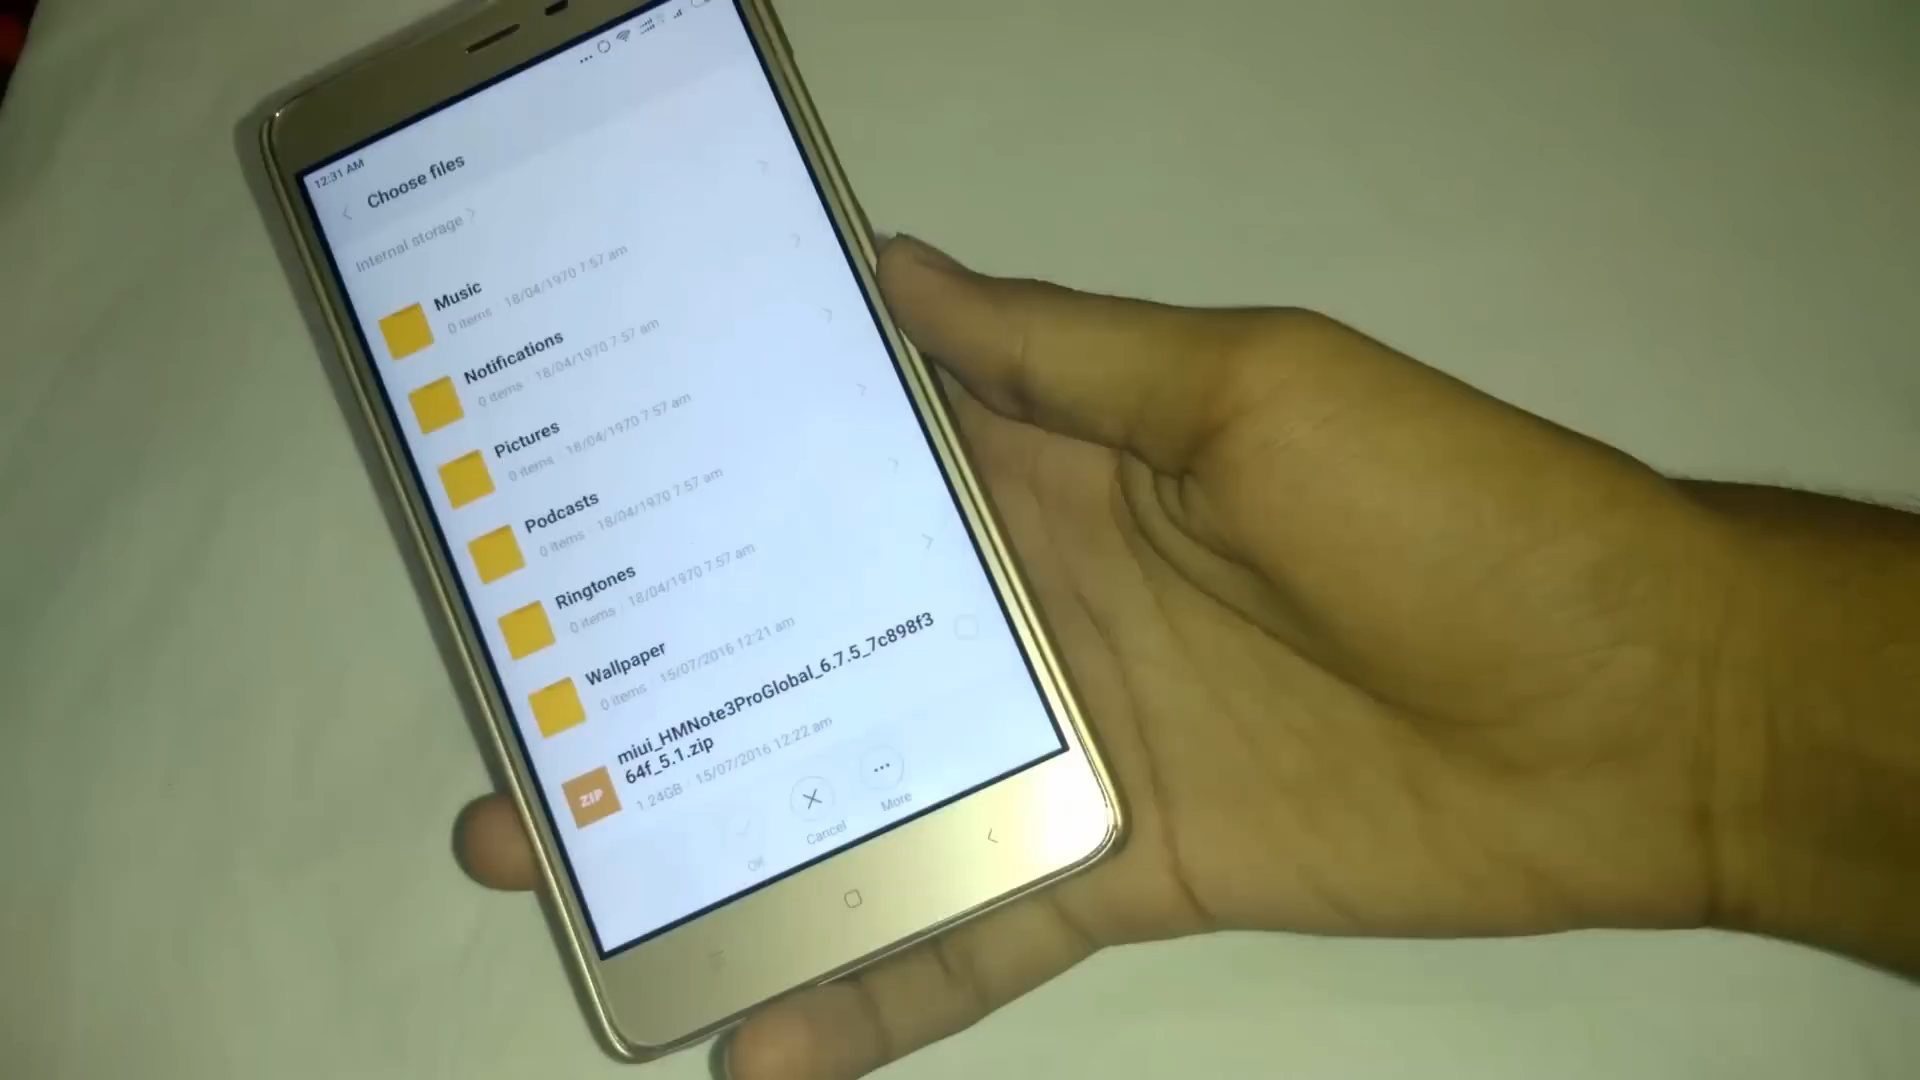 12:31 AM
Choose files
Internal storage
Music
0 items 18/04/1970 7:57 am
Notifications
0 items 18/04/1970 7:57 am
Pictures
0 items 18/04/1970 7:57 am
Podcasts
0 items 18/04/1970 7:57 am
Ringtones
0 items 18/04/1970 7:57 am
Wallpaper
0 items 15/07/2016 12:21 am
miui_HMNote3ProGlobal_6.7.5_7c898f3
64f_5.1.zip
ZIP
1.24GB 15/07/2016 12:22 am
OK
Cancel
More